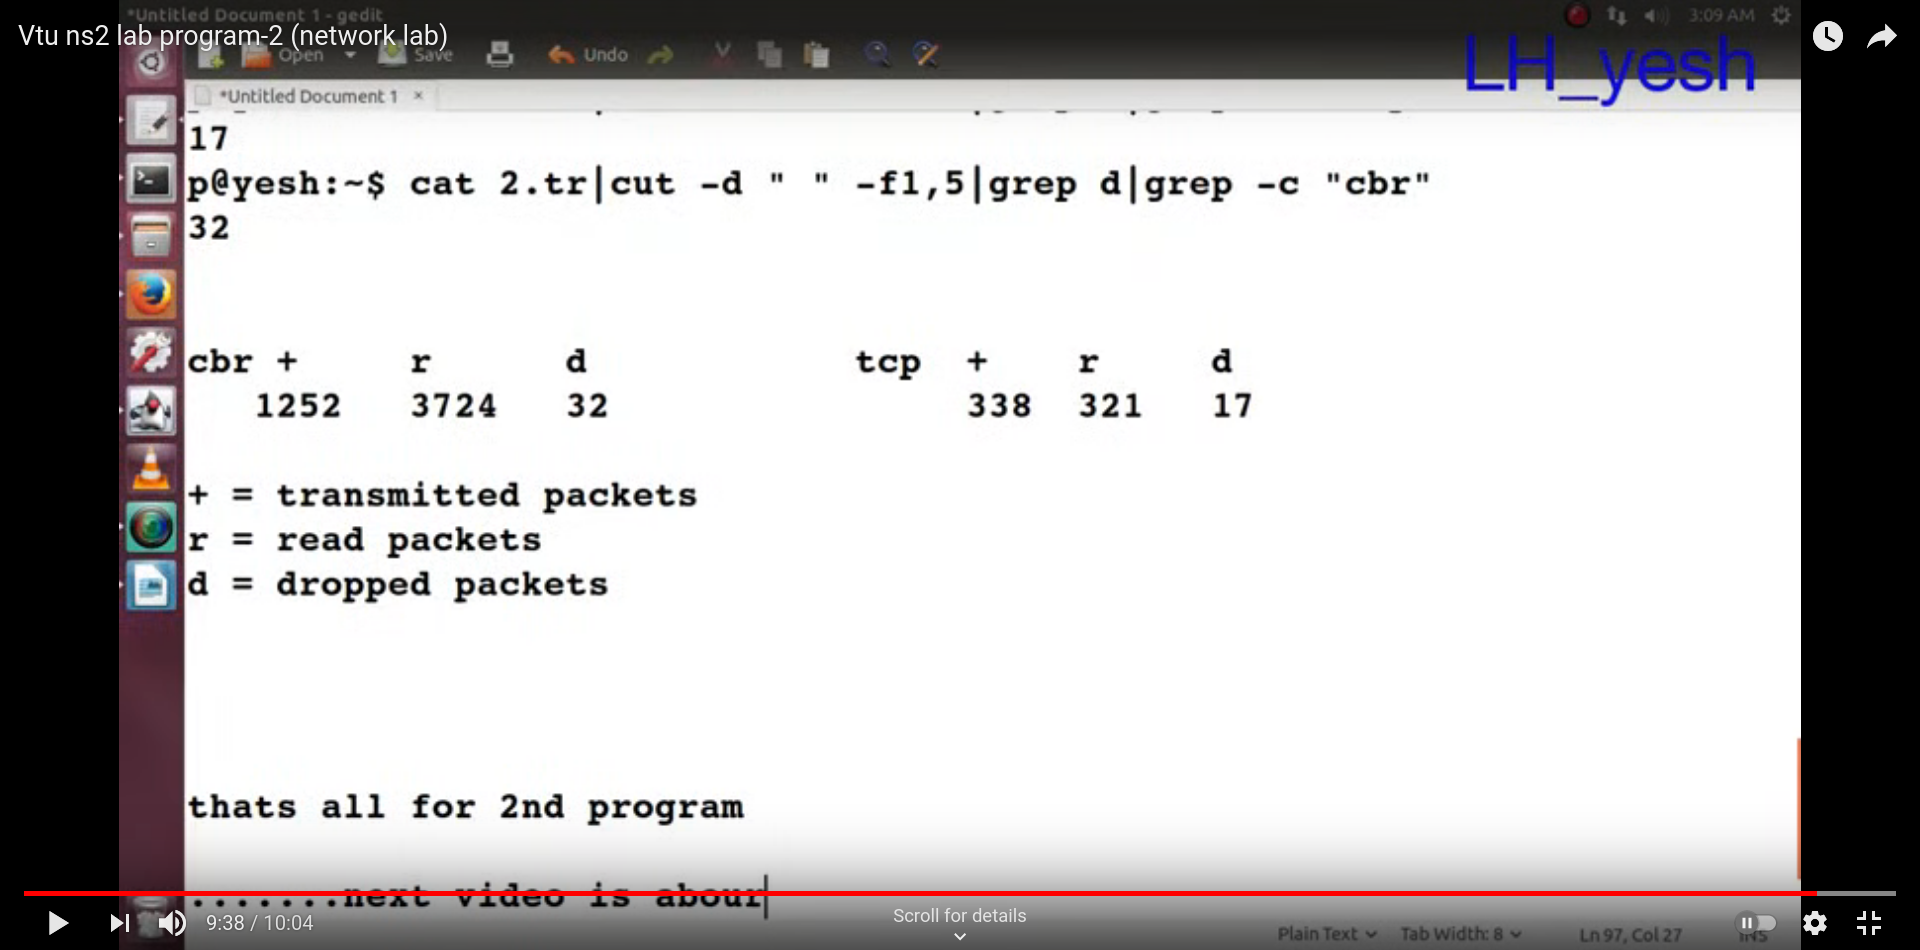 *Untitled Document 1 - gedit
3:09 AM
Vtu ns2 lab program-2 (network lab)
Open Save Undo
LH_yesh
*Untitled Document 1 ×
17
p@yesh:~$ cat 2.tr|cut -d " " -f1,5|grep d|grep -c "cbr"
32
cbr + r d tcp + r d
1252 3724 32 338 321 17
+ = transmitted packets
r = read packets
d = dropped packets
thats all for 2nd program
.......next video is abour
9:38 / 10:04
Scroll for details
Plain Text Tab Width: 8 Ln 97, Col 27 INS